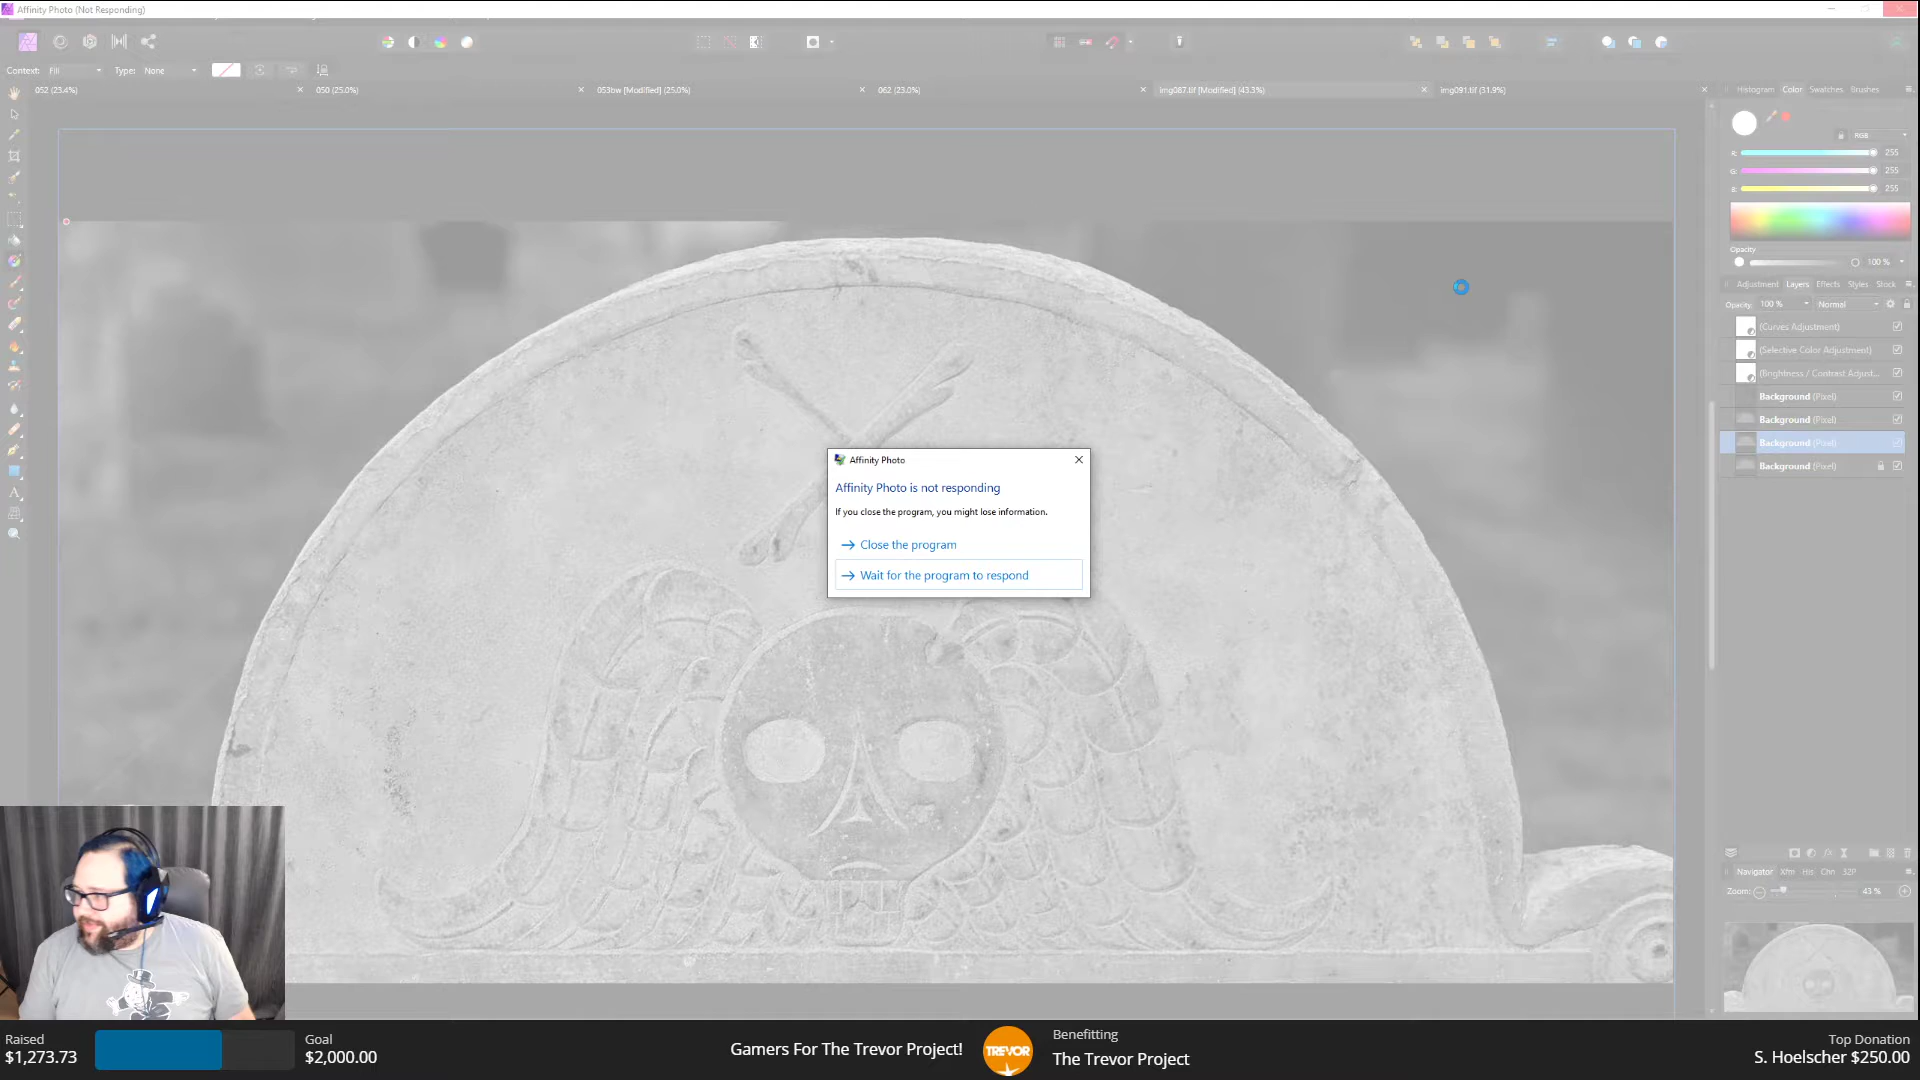 Affinity Photo (Not Responding)
Context: Fill Type: None
052 (23.4%) 050 (25.0%) 053bw [Modified] (25.0%) 062 (23.0%) img087.tif [Modified] (43.3%) img091.tif (31.9%)
Histogram Color Swatches Brushes
RGB
R: 255
G: 255
B: 255
Opacity
100 %
Adjustment Layers Effects Styles Stock
Opacity: 100 % Normal
(Curves Adjustment)
(Selective Color Adjustment)
(Brightness / Contrast Adjust...
Background (Pixel)
Background (Pixel)
Background (Pixel)
Background (Pixel)
Affinity Photo
Affinity Photo is not responding
If you close the program, you might lose information.
Close the program
Wait for the program to respond
Navigator Xfm Hist Chn 32P
Zoom: 43 %
Raised
$1,273.73
Goal
$2,000.00
Gamers For The Trevor Project!
TREVOR
Benefitting
The Trevor Project
Top Donation
S. Hoelscher $250.00